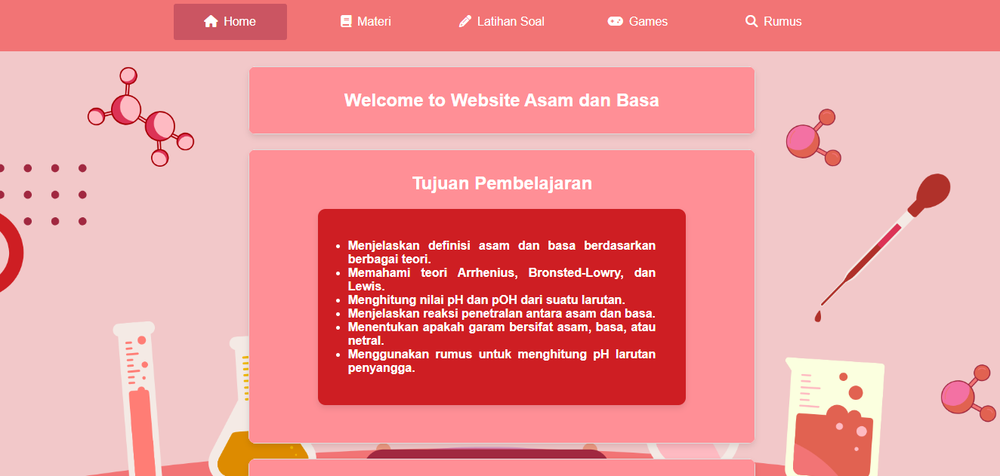 Home Materi Latihan Soal Games Rumus
Welcome to Website Asam dan Basa
Tujuan Pembelajaran
• Menjelaskan definisi asam dan basa berdasarkan
berbagai teori.
• Memahami teori Arrhenius, Bronsted-Lowry, dan
Lewis.
• Menghitung nilai pH dan pOH dari suatu larutan.
• Menjelaskan reaksi penetralan antara asam dan basa.
• Menentukan apakah garam bersifat asam, basa, atau
netral.
• Menggunakan rumus untuk menghitung pH larutan
penyangga.